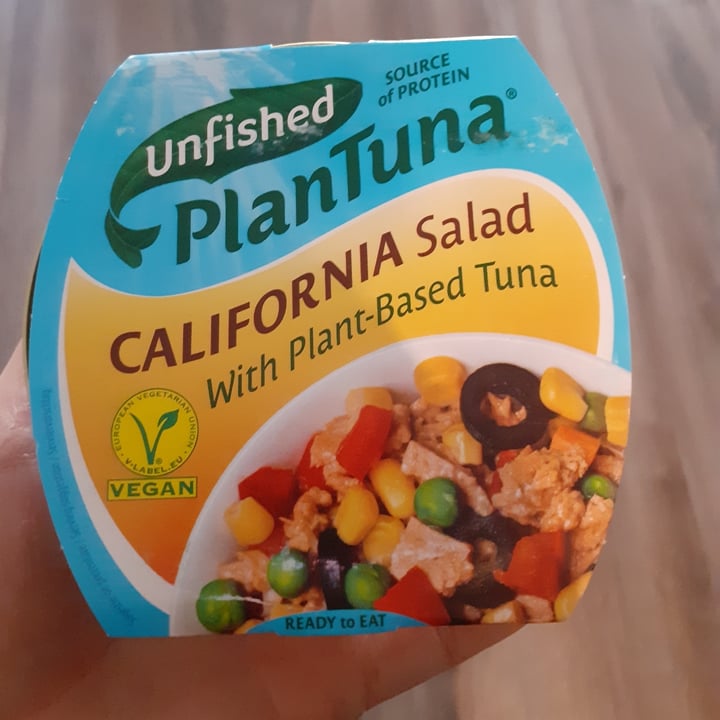 SOURCE
of PROTEIN
Unfished
PlanTuna®
CALIFORNIA Salad
With Plant-Based Tuna
EUROPEAN VEGETARIAN UNION
V-LABEL.EU
VEGAN
READY to EAT